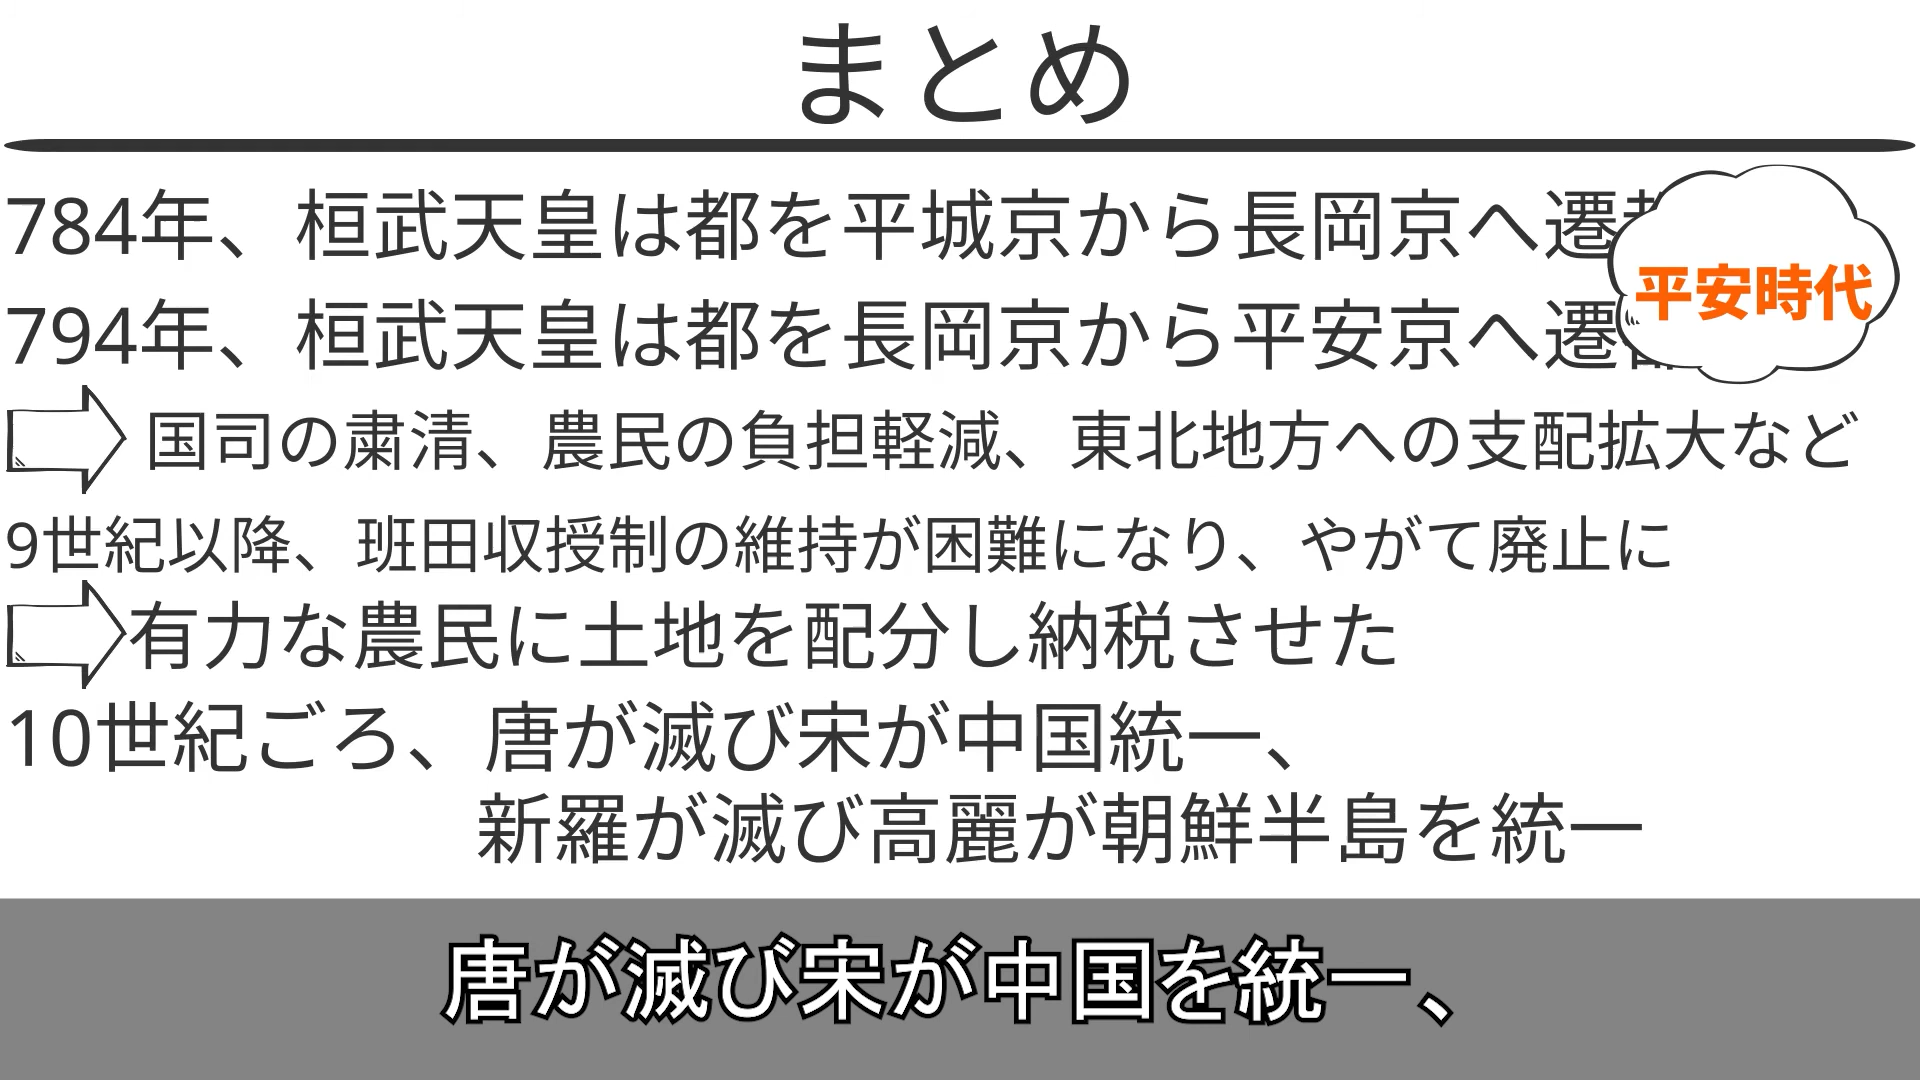 まとめ
784年、桓武天皇は都を平城京から長岡京へ遷
794年、桓武天皇は都を長岡京から平安京へ遷
平安時代
国司の粛清、農民の負担軽減、東北地方への支配拡大など
9世紀以降、班田収授制の維持が困難になり、やがて廃止に
有力な農民に土地を配分し納税させた
10世紀ごろ、唐が滅び宋が中国統一、
新羅が滅び高麗が朝鮮半島を統一
唐が滅び宋が中国を統一、